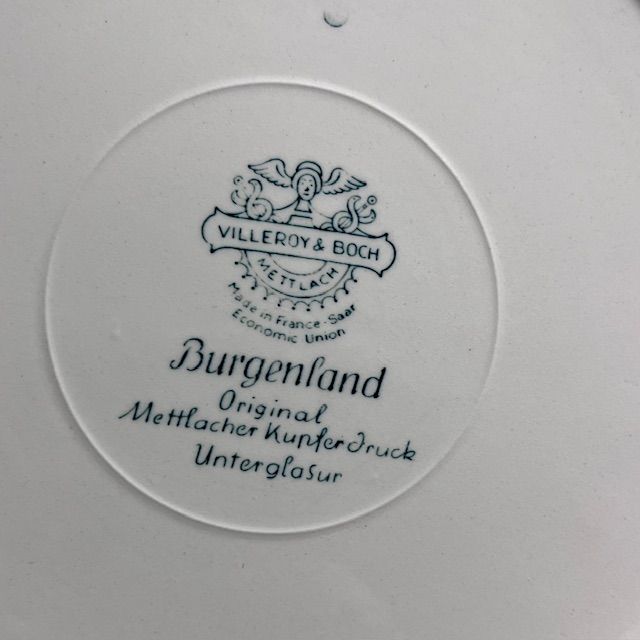 VILLEROY & BOCH
METTLACH
Made in France-Saar
Economic Union
Burgenland
Original
Mettlacher Kupferdruck
Unterglasur